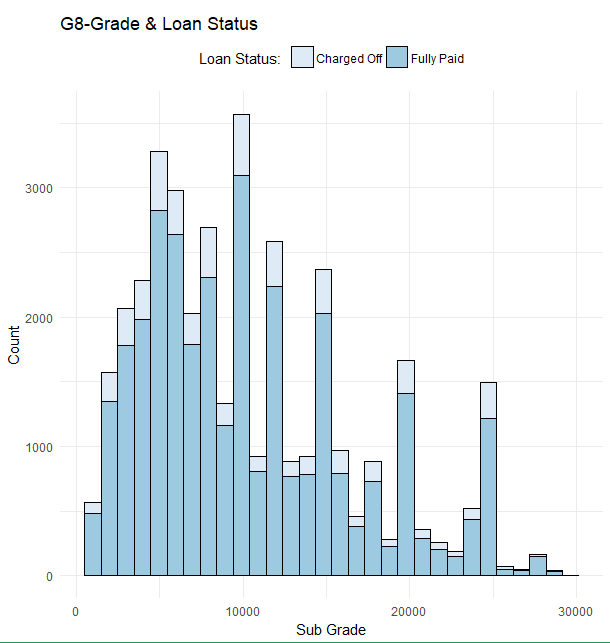 G8-Grade & Loan Status
Loan Status: Charged Off Fully Paid
Count
3000
2000
1000
0
0 10000 20000 30000
Sub Grade